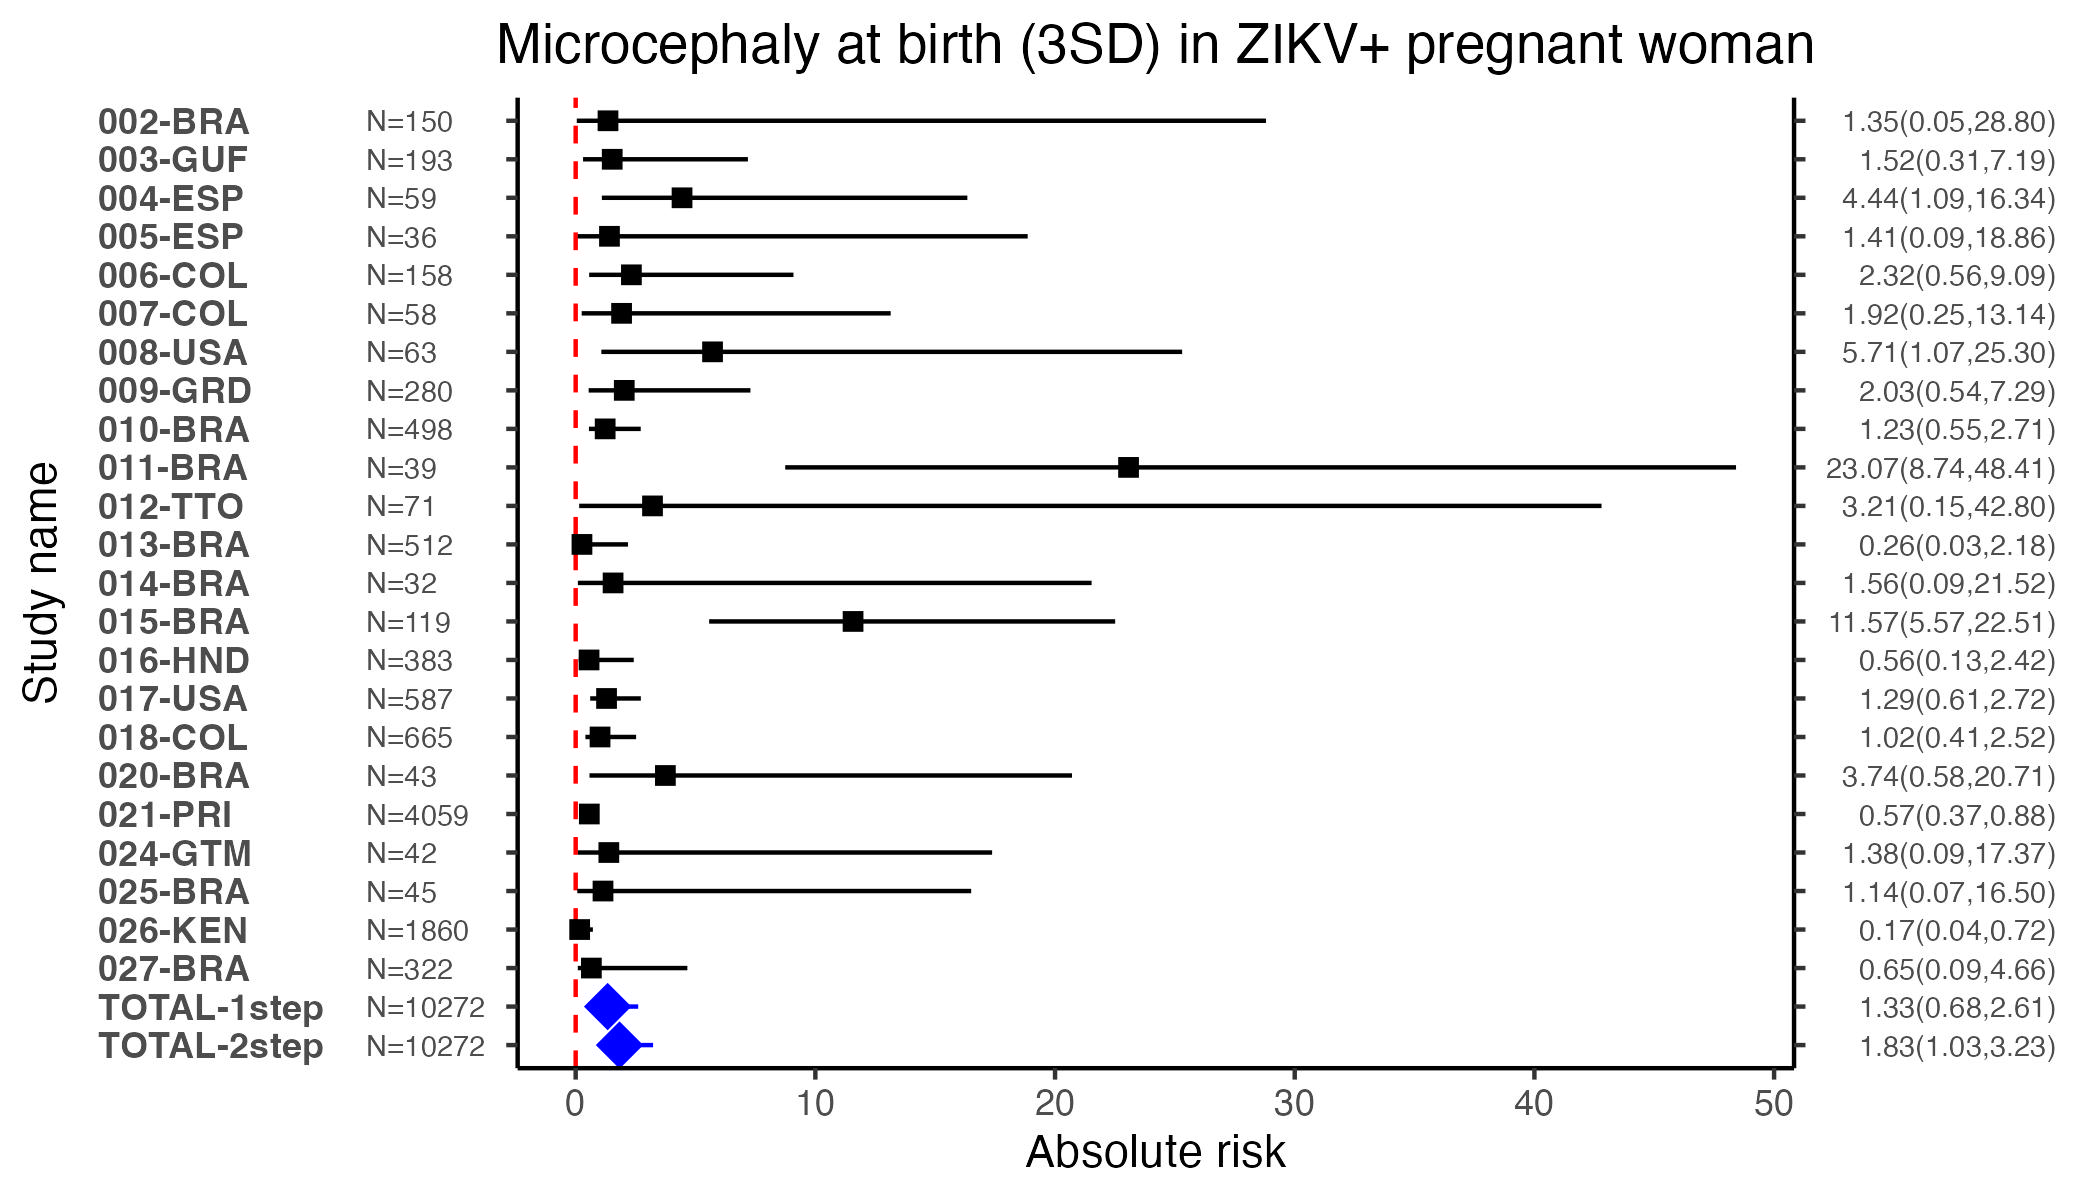 Microcephaly at birth (3SD) in ZIKV+ pregnant woman
Study name
002-BRA N=150 1.35(0.05,28.80)
003-GUF N=193 1.52(0.31,7.19)
004-ESP N=59 4.44(1.09,16.34)
005-ESP N=36 1.41(0.09,18.86)
006-COL N=158 2.32(0.56,9.09)
007-COL N=58 1.92(0.25,13.14)
008-USA N=63 5.71(1.07,25.30)
009-GRD N=280 2.03(0.54,7.29)
010-BRA N=498 1.23(0.55,2.71)
011-BRA N=39 23.07(8.74,48.41)
012-TTO N=71 3.21(0.15,42.80)
013-BRA N=512 0.26(0.03,2.18)
014-BRA N=32 1.56(0.09,21.52)
015-BRA N=119 11.57(5.57,22.51)
016-HND N=383 0.56(0.13,2.42)
017-USA N=587 1.29(0.61,2.72)
018-COL N=665 1.02(0.41,2.52)
020-BRA N=43 3.74(0.58,20.71)
021-PRI N=4059 0.57(0.37,0.88)
024-GTM N=42 1.38(0.09,17.37)
025-BRA N=45 1.14(0.07,16.50)
026-KEN N=1860 0.17(0.04,0.72)
027-BRA N=322 0.65(0.09,4.66)
TOTAL-1step N=10272 1.33(0.68,2.61)
TOTAL-2step N=10272 1.83(1.03,3.23)
0 10 20 30 40 50
Absolute risk